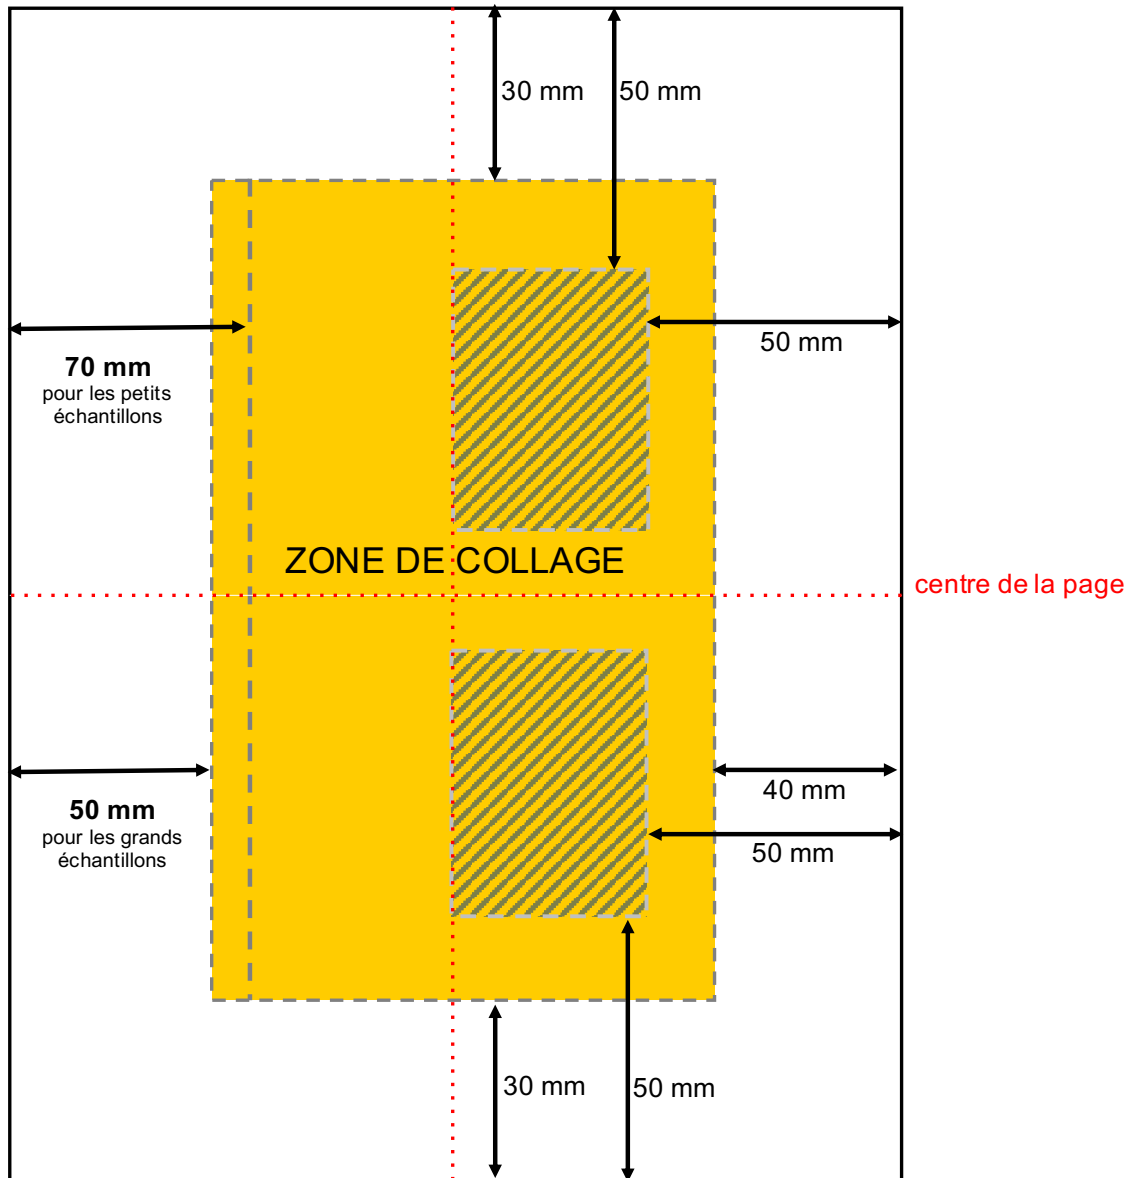 30 mm
50 mm
50 mm
70 mm
pour les petits
échantillons
ZONE DE COLLAGE
centre de la page
50 mm
pour les grands
échantillons
40 mm
50 mm
30 mm
50 mm